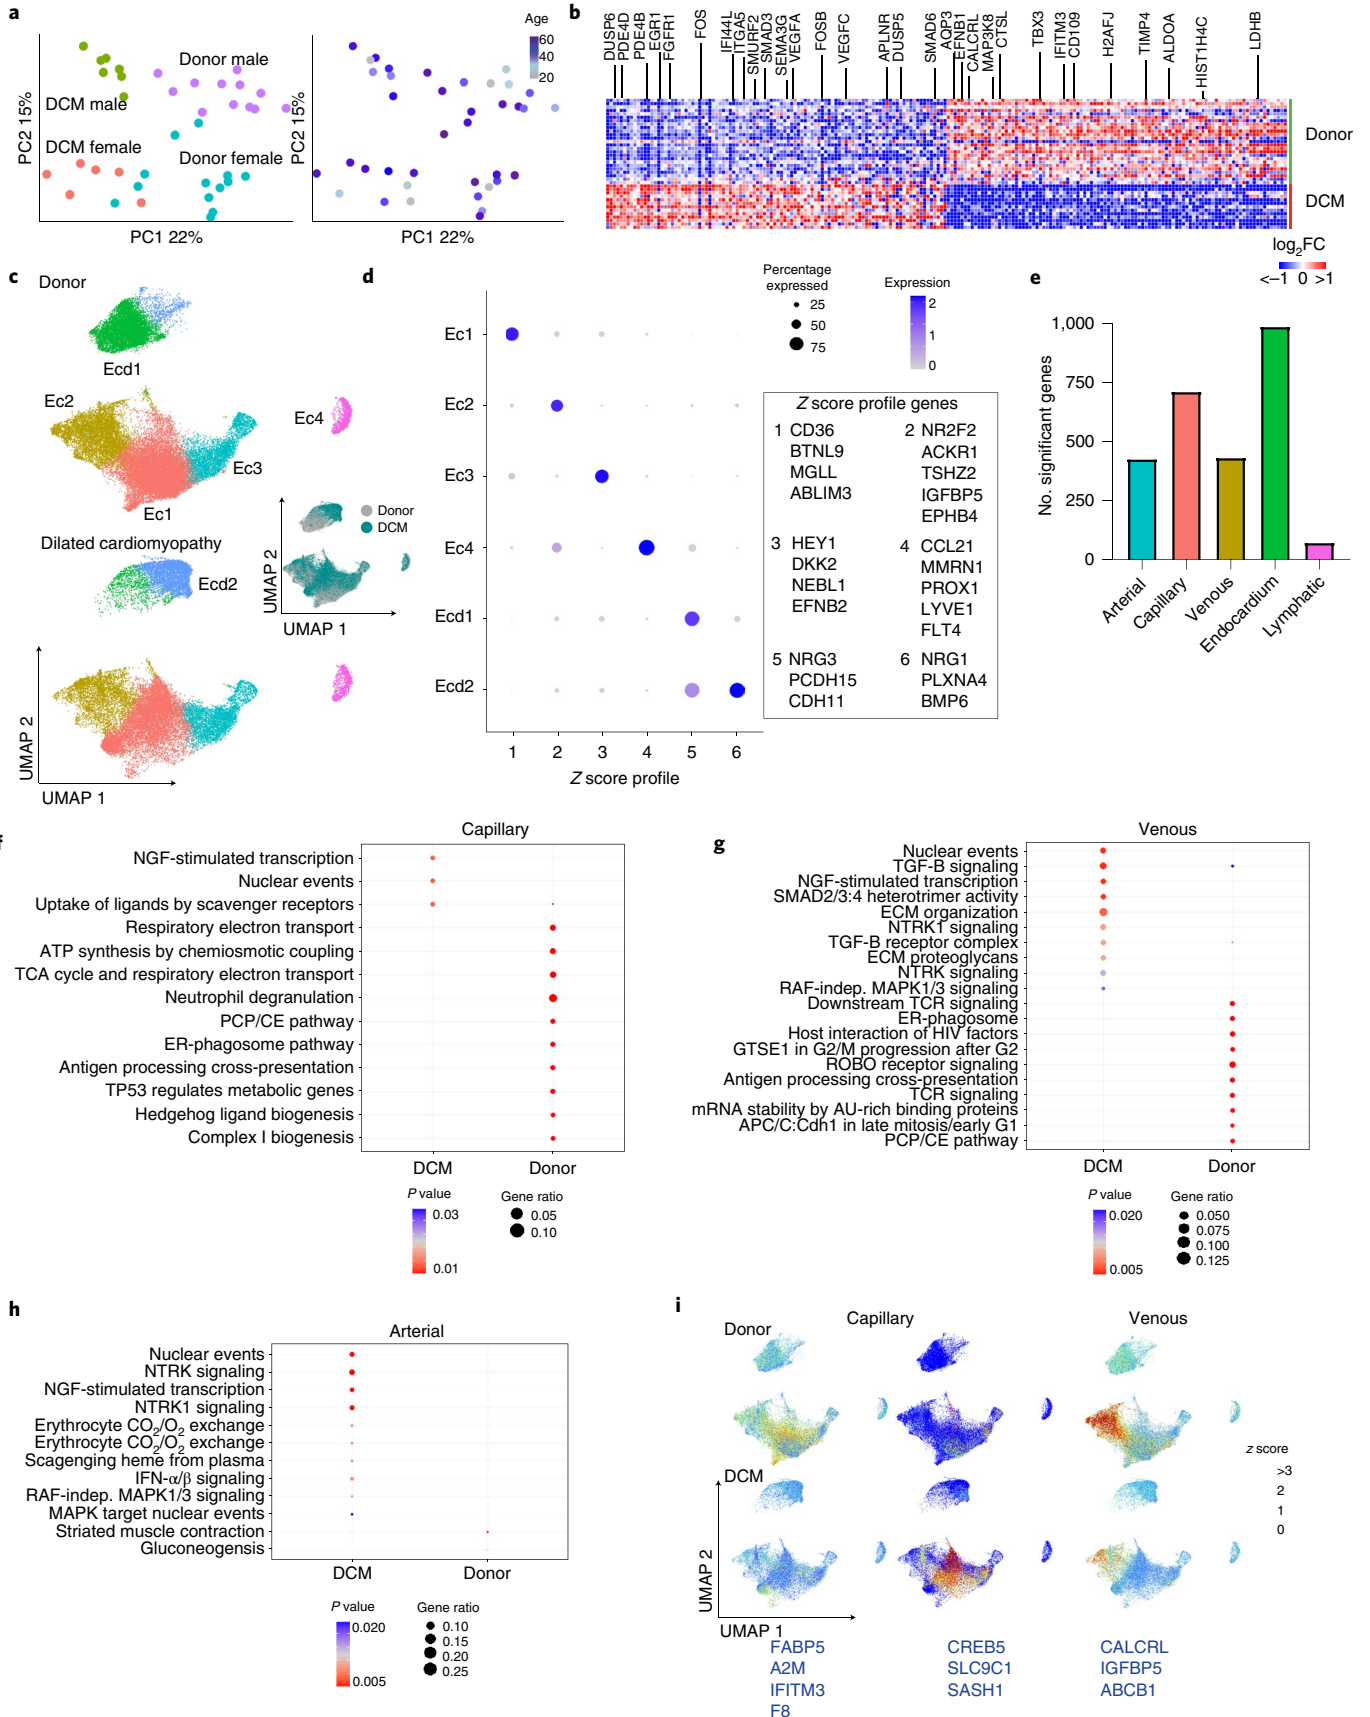 a
Age
60
40
20
Donor male
DCM male
DCM female
Donor female
PC2 15%
PC1 22%
PC2 15%
PC1 22%
b
DUSP6
PDE4D
PDE4B
EGR1
FGFR1
FOS
IFI44L
ITGA5
SMURF2
SMAD3
SEMA3G
VEGFA
FOSB
VEGFC
APLNR
DUSP5
SMAD6
AQP3
EFNB1
CALCRL
MAP3K8
CTSL
TBX3
IFITM3
CD109
H2AFJ
TIMP4
ALDOA
HIST1H4C
LDHB
Donor
DCM
log2FC
<–1 0 >1
c
Donor
Ecd1
Ec2
Ec4
Ec3
Ec1
Dilated cardiomyopathy
Ecd2
Donor
DCM
UMAP 2
UMAP 1
UMAP 2
UMAP 1
d
Percentage
expressed
25
50
75
Expression
2
1
0
Ec1
Ec2
Ec3
Ec4
Ecd1
Ecd2
1 2 3 4 5 6
Z score profile
Z score profile genes
1 CD36
BTNL9
MGLL
ABLIM3
2 NR2F2
ACKR1
TSHZ2
IGFBP5
EPHB4
3 HEY1
DKK2
NEBL1
EFNB2
4 CCL21
MMRN1
PROX1
LYVE1
FLT4
5 NRG3
PCDH15
CDH11
6 NRG1
PLXNA4
BMP6
e
No. significant genes
1,000
750
500
250
0
Arterial
Capillary
Venous
Endocardium
Lymphatic
Capillary
NGF-stimulated transcription
Nuclear events
Uptake of ligands by scavenger receptors
Respiratory electron transport
ATP synthesis by chemiosmotic coupling
TCA cycle and respiratory electron transport
Neutrophil degranulation
PCP/CE pathway
ER-phagosome pathway
Antigen processing cross-presentation
TP53 regulates metabolic genes
Hedgehog ligand biogenesis
Complex I biogenesis
DCM Donor
P value
0.03
0.01
Gene ratio
0.05
0.10
g
Venous
Nuclear events
TGF-B signaling
NGF-stimulated transcription
SMAD2/3:4 heterotrimer activity
ECM organization
NTRK1 signaling
TGF-B receptor complex
ECM proteoglycans
NTRK signaling
RAF-indep. MAPK1/3 signaling
Downstream TCR signaling
ER-phagosome
Host interaction of HIV factors
GTSE1 in G2/M progression after G2
ROBO receptor signaling
Antigen processing cross-presentation
TCR signaling
mRNA stability by AU-rich binding proteins
APC/C:Cdh1 in late mitosis/early G1
PCP/CE pathway
DCM Donor
P value
0.020
0.005
Gene ratio
0.050
0.075
0.100
0.125
h
Arterial
Nuclear events
NTRK signaling
NGF-stimulated transcription
NTRK1 signaling
Erythrocyte CO2/O2 exchange
Erythrocyte CO2/O2 exchange
Scagenging heme from plasma
IFN-α/β signaling
RAF-indep. MAPK1/3 signaling
MAPK target nuclear events
Striated muscle contraction
Gluconeogensis
DCM Donor
P value
0.020
0.005
Gene ratio
0.10
0.15
0.20
0.25
i
Donor
Capillary
Venous
DCM
z score
>3
2
1
0
UMAP 2
UMAP 1
FABP5
A2M
IFITM3
F8
CREB5
SLC9C1
SASH1
CALCRL
IGFBP5
ABCB1